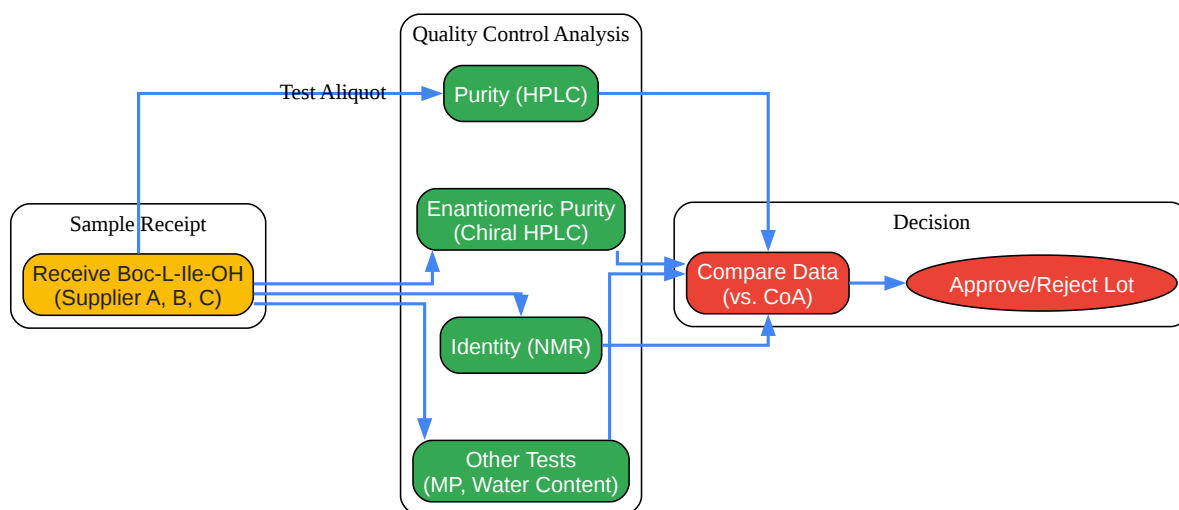 Quality Control Analysis
Test Aliquot
Purity (HPLC)
Sample Receipt
Receive Boc-L-Ile-OH
(Supplier A, B, C)
Enantiomeric Purity
(Chiral HPLC)
Identity (NMR)
Other Tests
(MP, Water Content)
Decision
Compare Data
(vs. CoA)
Approve/Reject Lot